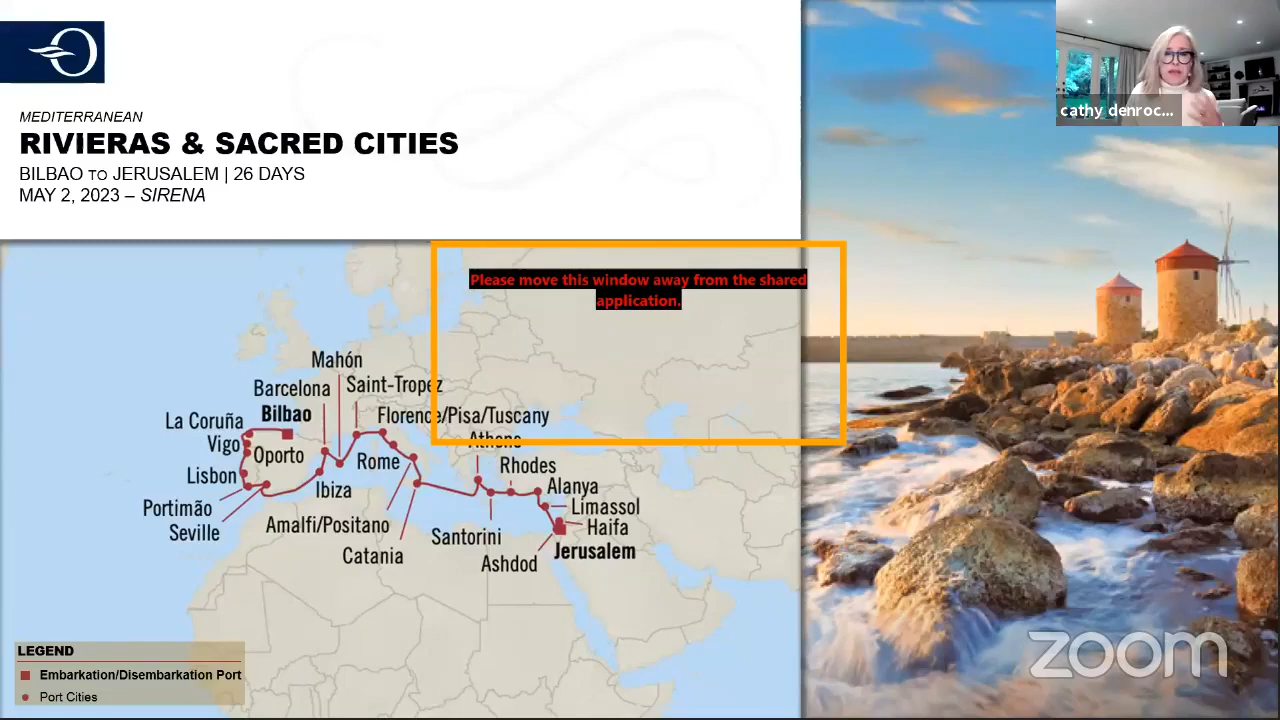 cathy denroc...
MEDITERRANEAN
RIVIERAS & SACRED CITIES
BILBAO TO JERUSALEM | 26 DAYS
MAY 2, 2023 – SIRENA
Please move this window away from the shared
application.
Mahón
Barcelona
Saint-Tropez
La Coruña
Bilbao
Florence/Pisa/Tuscany
Vigo
Oporto
Athens
Lisbon
Rome
Rhodes
Ibiza
Alanya
Portimão
Limassol
Seville
Amalfi/Positano
Haifa
Catania
Santorini
Jerusalem
Ashdod
LEGEND
Embarkation/Disembarkation Port
Port Cities
zoom